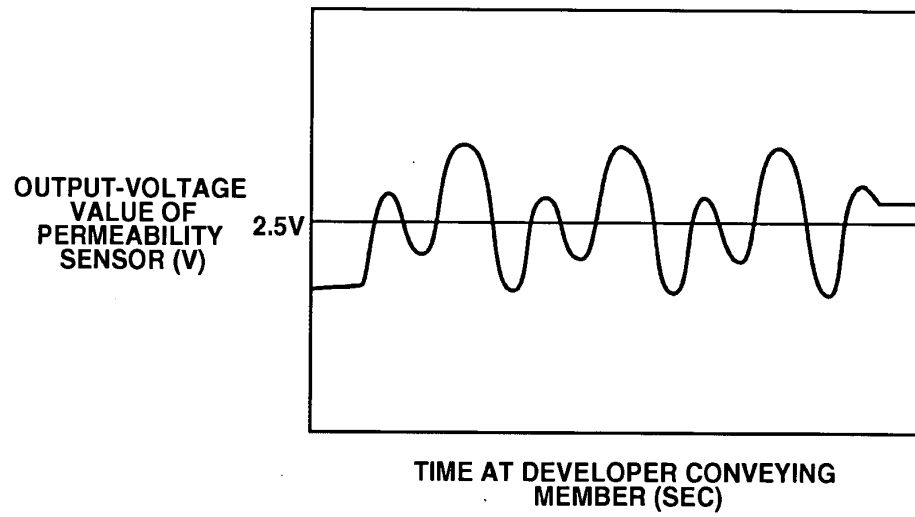 OUTPUT-VOLTAGE
VALUE OF
PERMEABILITY
SENSOR (V)
2.5V
TIME AT DEVELOPER CONVEYING
MEMBER (SEC)